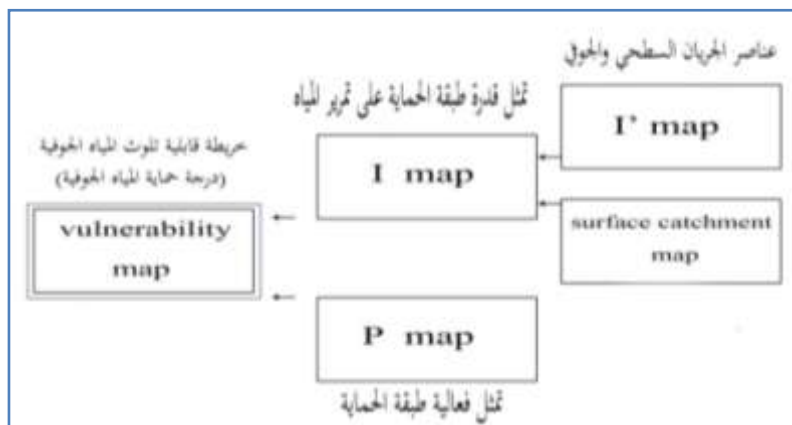 عناصر الجريان السطحي والجوفي
I' map
surface catchment
map
تمثل قدرة طبقة الحماية على تمرير المياه
I map
P map
تمثل فعالية طبقة الحماية
خريطة قابلية تلوث المياه الجوفية
(درجة حماية المياه الجوفية)
vulnerability
map